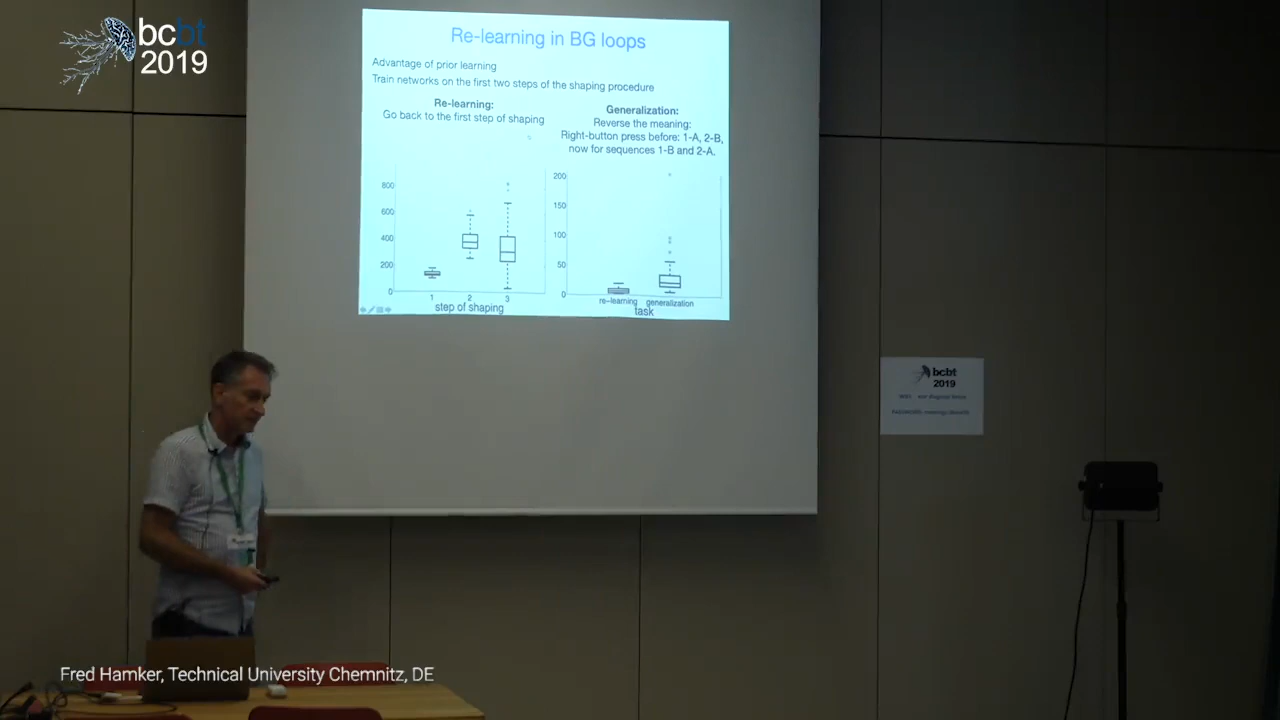 bcbt
2019
Re-learning in BG loops
Advantage of prior learning
Train networks on the first two steps of the shaping procedure
Re-learning:
Go back to the first step of shaping
800
600
400
200
0
1 2 3
step of shaping
Generalization:
Reverse the meaning:
Right-button press before: 1-A, 2-B,
now for sequences 1-B and 2-A.
200
150
100
50
0
re-learning generalization
task
bcbt
2019
Fred Hamker, Technical University Chemnitz, DE